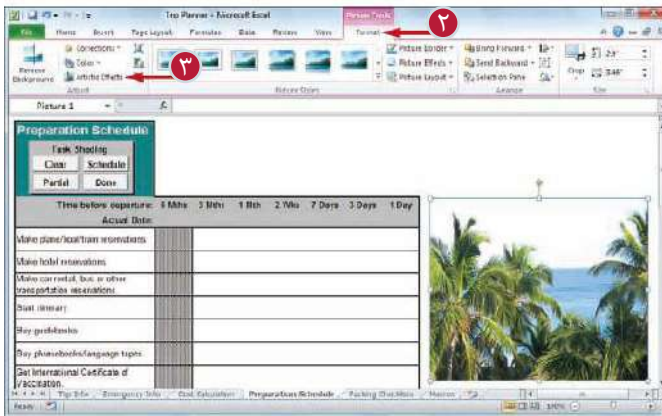 Trip Planner - Microsoft Excel
Picture Tools
File Home Insert Page Layout Formulas Data Review View Format
۲
Remove Background
Corrections
Color
Artistic Effects
۳
Adjust
Picture Styles
Picture Border
Picture Effects
Picture Layout
Bring Forward
Send Backward
Selection Pane
Arrange
Crop
Size
Picture 1
fx
Preparation Schedule
Task Shading
Clear Schedule
Partial Done
Time before departure: 6 Mths 3 Mths 1 Mth 2 Wks 7 Days 3 Days 1 Day
Actual Date:
Make plane/boat/train reservations
Make hotel reservations
Make car rental, bus or other
transportation reservations
Start itinerary
Buy guidebooks
Buy phrasebooks/language tapes
Get International Certificate of
Vaccination.
Trip Info Emergency Info Cost Calculation Preparation Schedule Packing Checklist Macros
Ready 100%